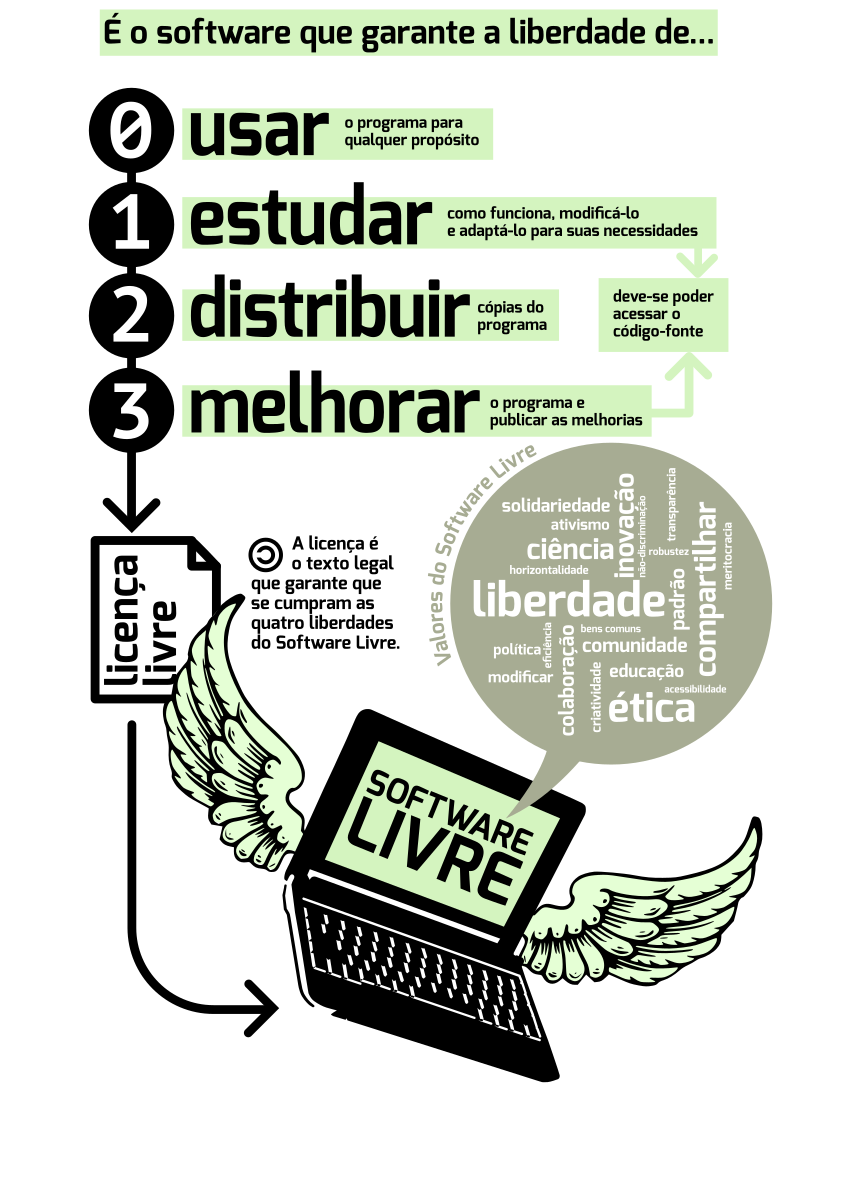 É o software que garante a liberdade de...
0
usar
o programa para
qualquer propósito
1
estudar
como funciona, modificá-lo
e adaptá-lo para suas necessidades
2
distribuir
cópias do
programa
deve-se poder
acessar o
código-fonte
3
melhorar
o programa e
publicar as melhorias
licença
livre
A licença é
o texto legal
que garante que
se cumpram as
quatro liberdades
do Software Livre.
Valores do Software Livre
solidariedade
ativismo
ciência
horizontalidade
inovação
não-discriminação
transparência
robustez
compartilhar
meritocracia
liberdade
padrão
bens comuns
política
eficiência
modificar
colaboração
comunidade
criatividade
educação
acessibilidade
ética
SOFTWARE
LIVRE